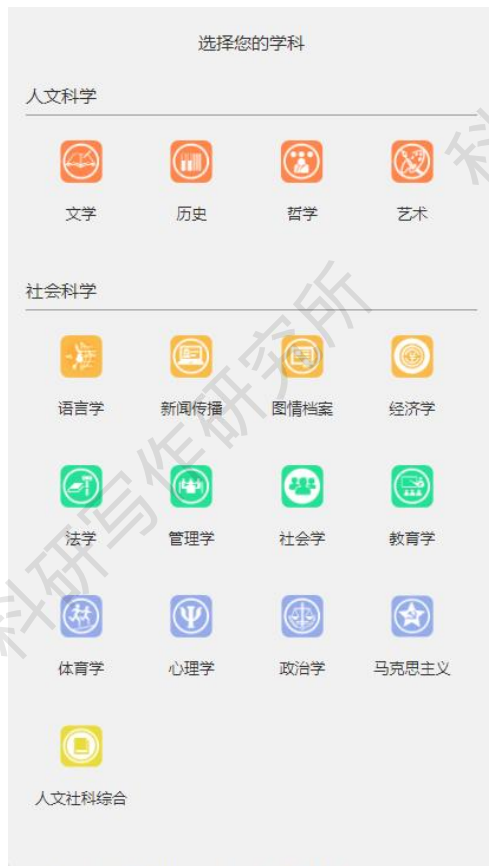 选择您的学科
人文科学
文学 历史 哲学 艺术
社会科学
语言学 新闻传播 图情档案 经济学
法学 管理学 社会学 教育学
体育学 心理学 政治学 马克思主义
人文社科综合
科研写作研究所
科